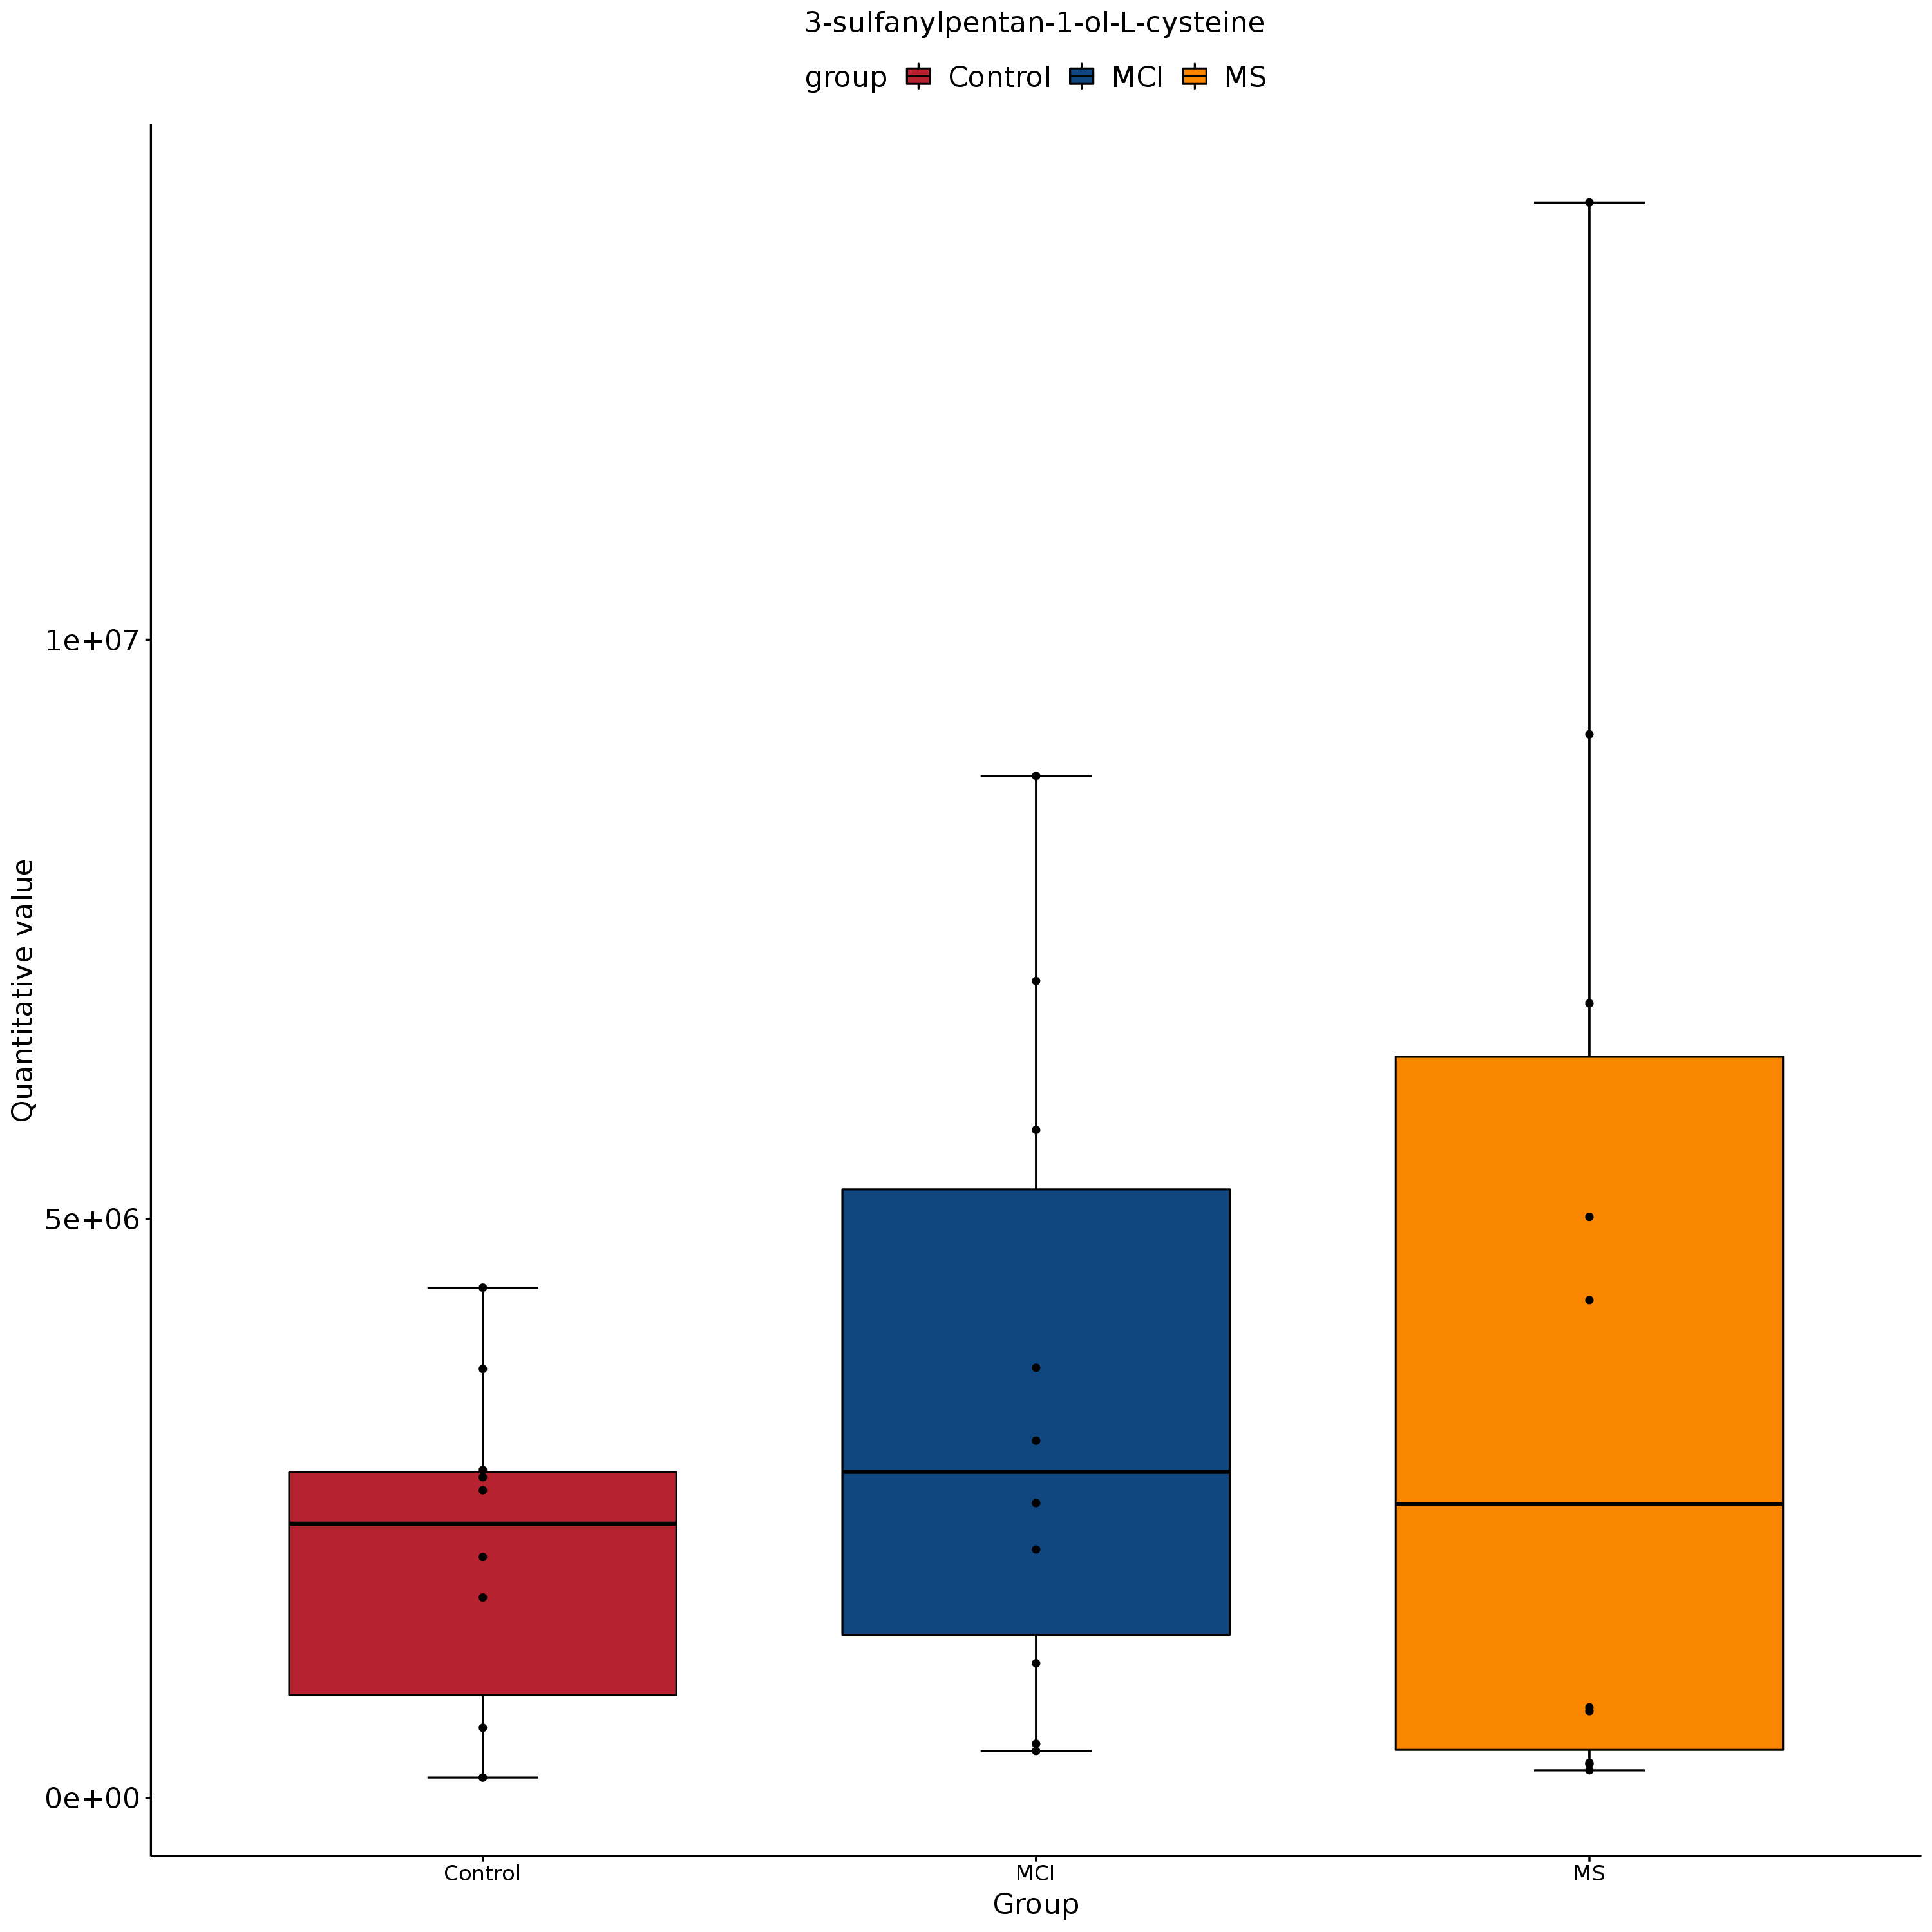 3-sulfanylpentan-1-ol-L-cysteine
group Control MCI MS
Quantitative value
1e+07
5e+06
0e+00
Control MCI MS
Group